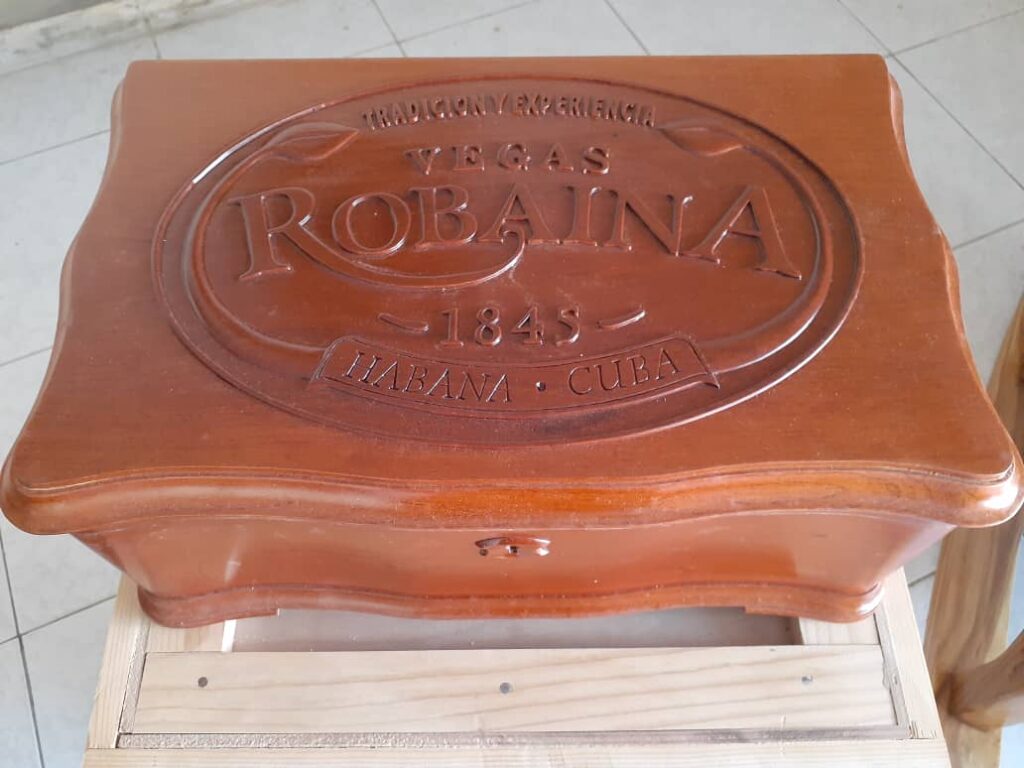 TRADICION Y EXPERIENCIA
VEGAS
ROBAINA
- 1845 -
HABANA · CUBA